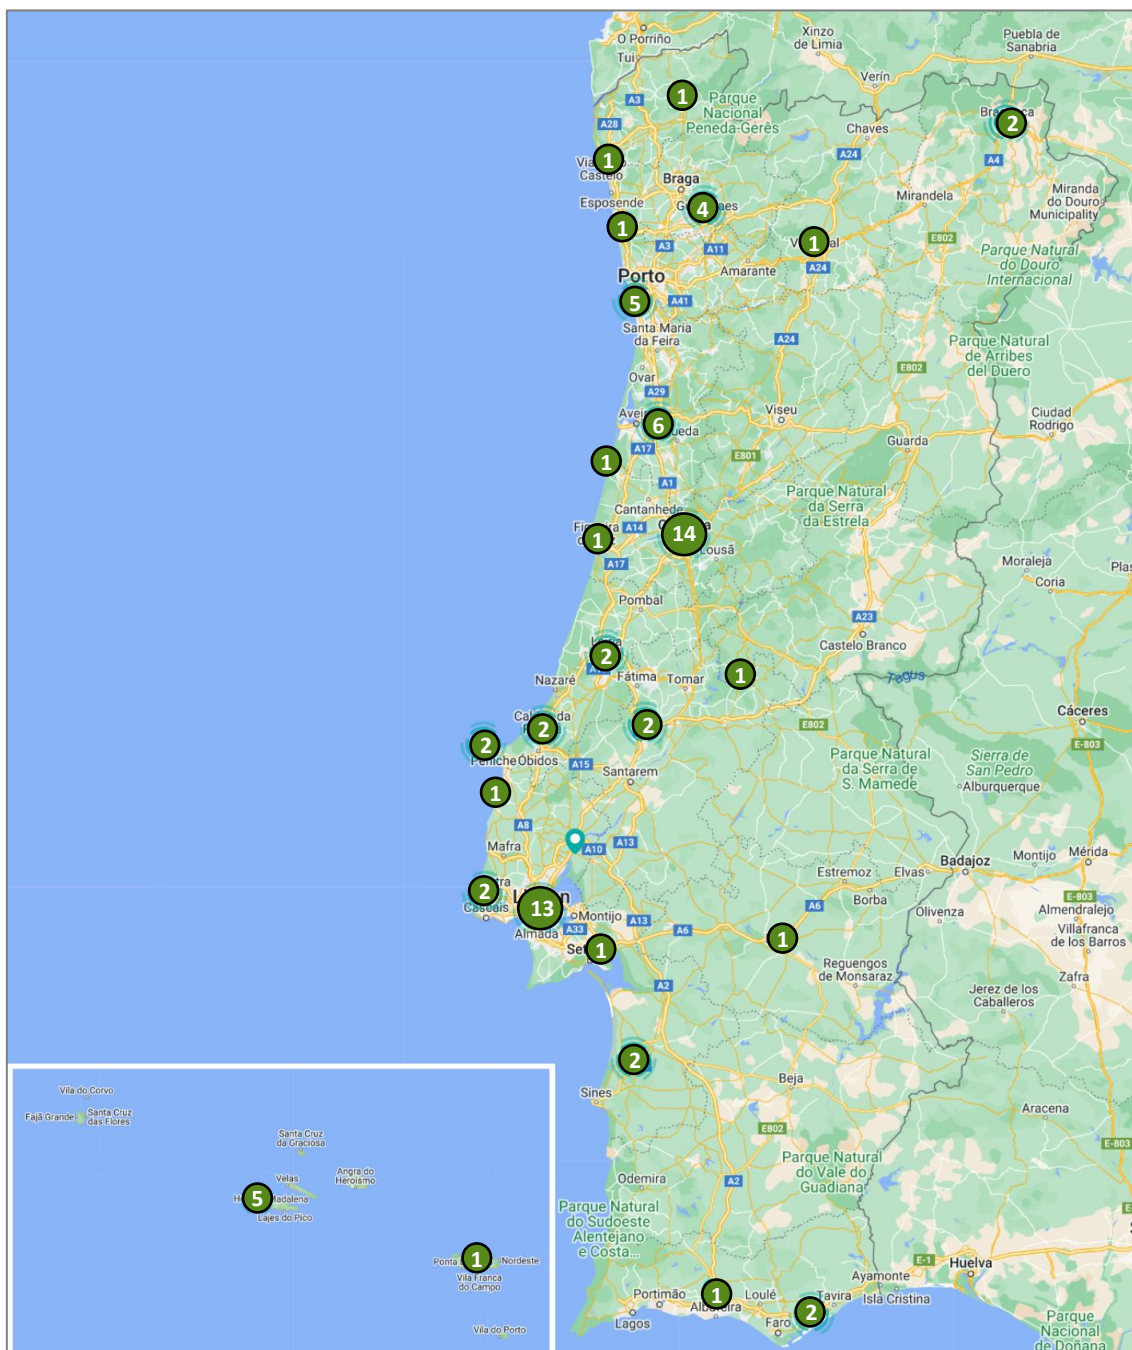 O Porriño
Tui
Xinzo
de Limia
Puebla de
Sanabria
Verín
A3
1
Parque
Nacional
Peneda-Gerês
2
A28
Chaves
A24
A4
1
Castelo
Braga
Mirandela
Miranda
do Douro
Municipality
Esposende
4
1
A3
A11
1
E802
Amarante
A24
Parque Natural
do Douro
Internacional
Porto
5
A41
Santa Maria
da Feira
A24
Parque Natural
de Arribes
del Duero
E802
Ovar
A29
Viseu
6
Ciudad
Rodrigo
Guarda
A17
E801
1
A1
Parque Natural
da Serra
da Estrela
Cantanhede
A14
14
1
Lousã
A17
Moraleja
Coria
Pombal
A23
Castelo Branco
2
Nazaré
Fátima
Tomar
1
Tagus
Cáceres
2
2
E802
E-803
2
Peniche
Óbidos
A15
Santarem
Parque Natural
da Serra de
S. Mamede
Sierra de
San Pedro
Alburquerque
1
A8
A13
A10
Mafra
Badajoz
Montijo
Mérida
Estremoz
Elvas
2
E-803
Cascais
13
Montijo
A13
A6
Borba
Olivenza
Almendralejo
Almada
A33
A6
1
Villafranca
de los Barros
1
Reguengos
de Monsaraz
Zafra
A2
Jerez de los
Caballeros
2
Beja
Sines
Aracena
E802
E-803
Parque Natural
do Vale do
Guadiana
Odemira
A2
Parque Natural
do Sudoeste
Alentejano
e Costa...
E-1
Huelva
Ayamonte
Isla Cristina
Portimão
1
Loulé
Tavira
2
Lagos
Faro
Parque
Nacional
de Doñana
Vila do Corvo
Fajã Grande
Santa Cruz
das Flores
Santa Cruz
da Graciosa
Velas
Angra do
Heroísmo
5
Lajes do Pico
1
Nordeste
Vila Franca
do Campo
Vila do Porto